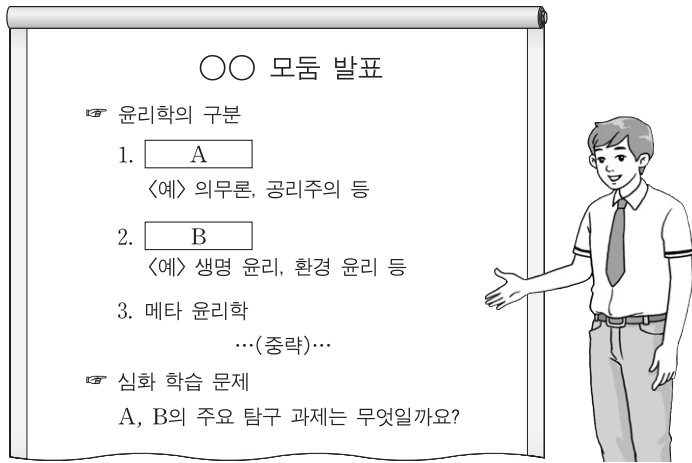 ○○ 모둠 발표
☞ 윤리학의 구분
1. A
〈예〉 의무론, 공리주의 등
2. B
〈예〉 생명 윤리, 환경 윤리 등
3. 메타 윤리학
…(중략)…
☞ 심화 학습 문제
A, B의 주요 탐구 과제는 무엇일까요?